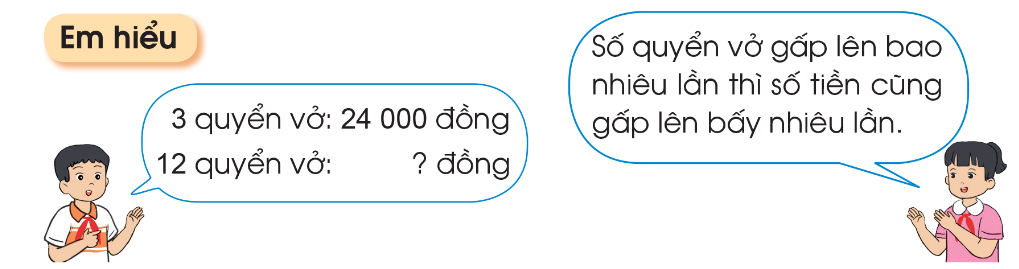 Em hiểu
3 quyển vở: 24 000 đồng
12 quyển vở: ? đồng
Số quyển vở gấp lên bao
nhiêu lần thì số tiền cũng
gấp lên bấy nhiêu lần.